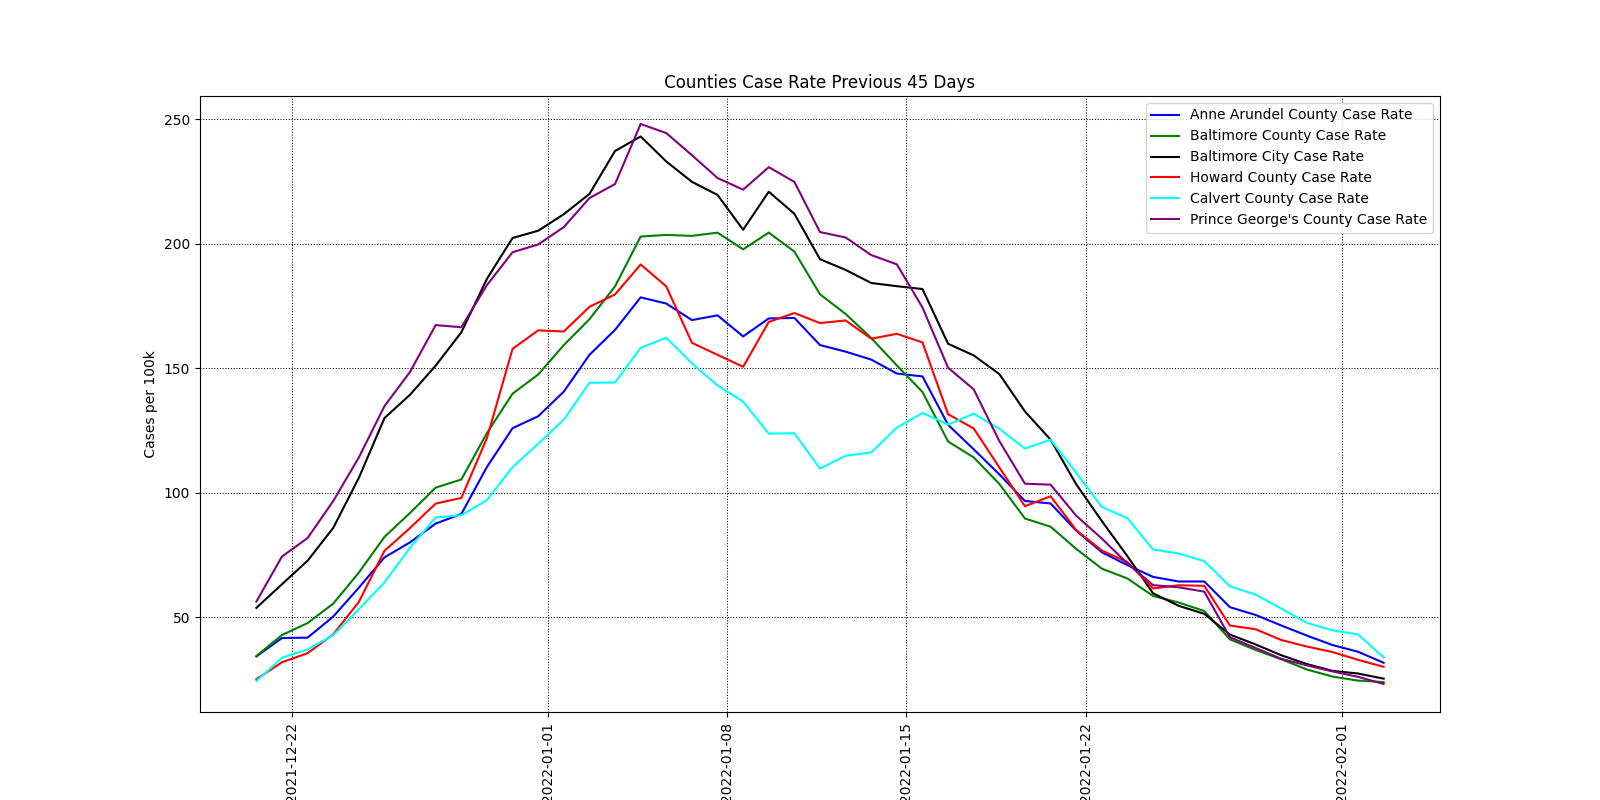 Counties Case Rate Previous 45 Days
Anne Arundel County Case Rate
Baltimore County Case Rate
Baltimore City Case Rate
Howard County Case Rate
Calvert County Case Rate
Prince George's County Case Rate
Cases per 100k
250
200
150
100
50
2021-12-22
2022-01-01
2022-01-08
2022-01-15
2022-01-22
2022-02-01